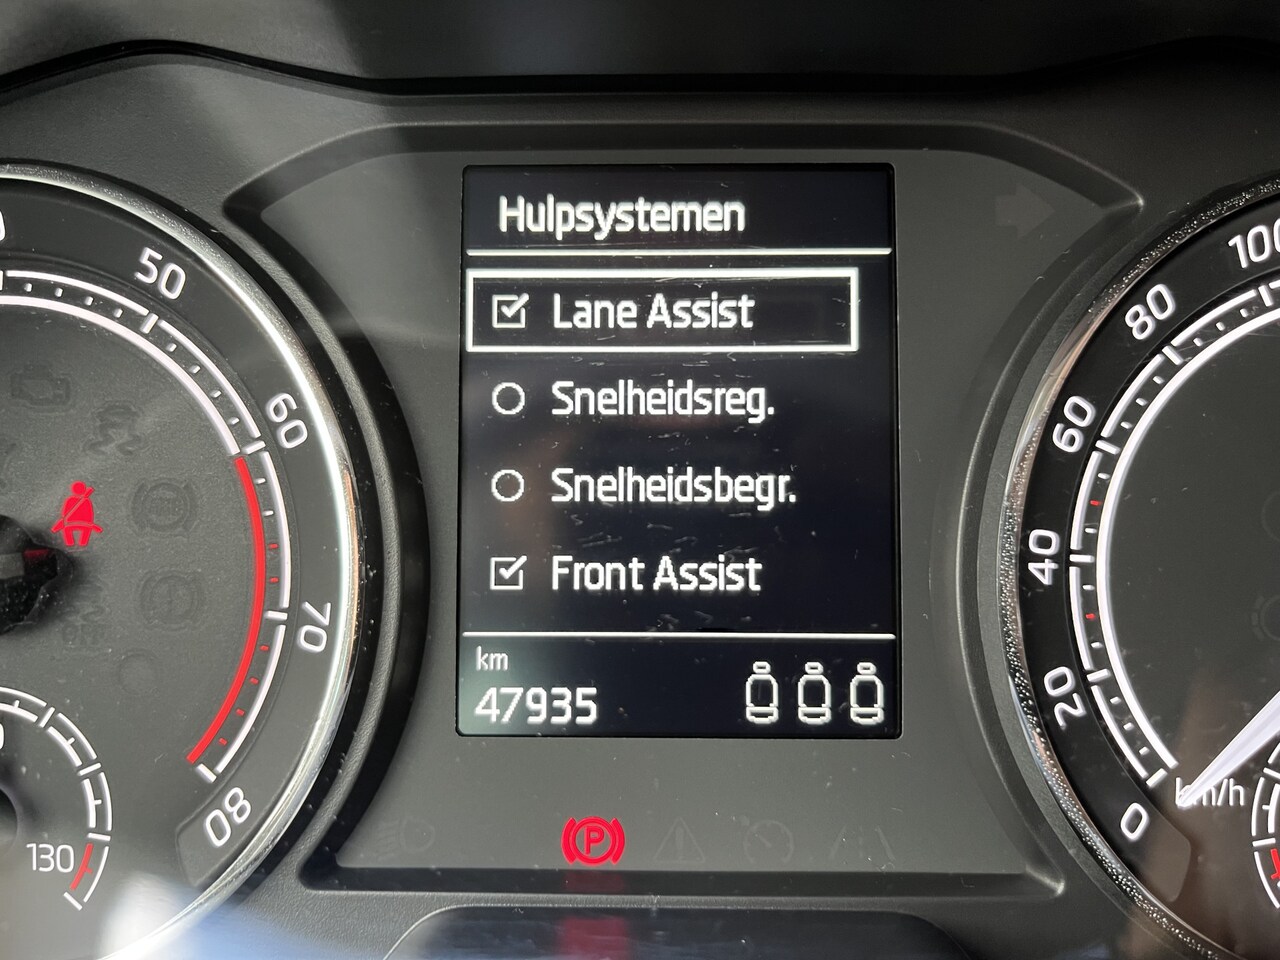 Hulpsystemen
Lane Assist
Snelheidsreg.
Snelheidsbegr.
Front Assist
km
47935
50
60
70
80
130
P
100
80
60
40
20
0
km/h